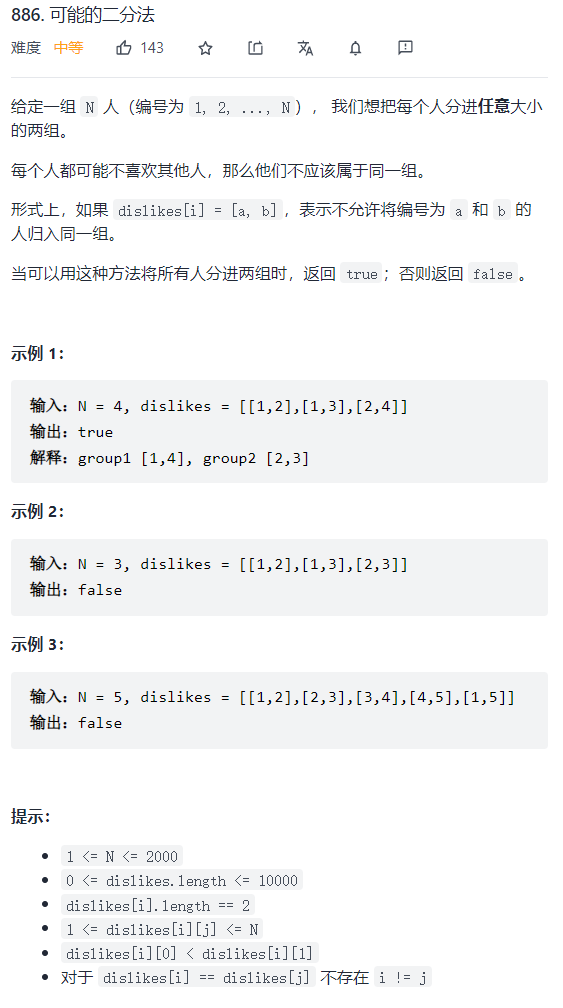 886. 可能的二分法
难度 中等 143
给定一组 N 人（编号为 1, 2, ..., N）， 我们想把每个人分进任意大小
的两组。
每个人都可能不喜欢其他人，那么他们不应该属于同一组。
形式上，如果 dislikes[i] = [a, b]，表示不允许将编号为 a 和 b 的
人归入同一组。
当可以用这种方法将所有人分进两组时，返回 true；否则返回 false。
示例 1：
输入：N = 4, dislikes = [[1,2],[1,3],[2,4]]
输出：true
解释：group1 [1,4], group2 [2,3]
示例 2：
输入：N = 3, dislikes = [[1,2],[1,3],[2,3]]
输出：false
示例 3：
输入：N = 5, dislikes = [[1,2],[2,3],[3,4],[4,5],[1,5]]
输出：false
提示：
1 <= N <= 2000
0 <= dislikes.length <= 10000
dislikes[i].length == 2
1 <= dislikes[i][j] <= N
dislikes[i][0] < dislikes[i][1]
对于 dislikes[i] == dislikes[j] 不存在 i != j